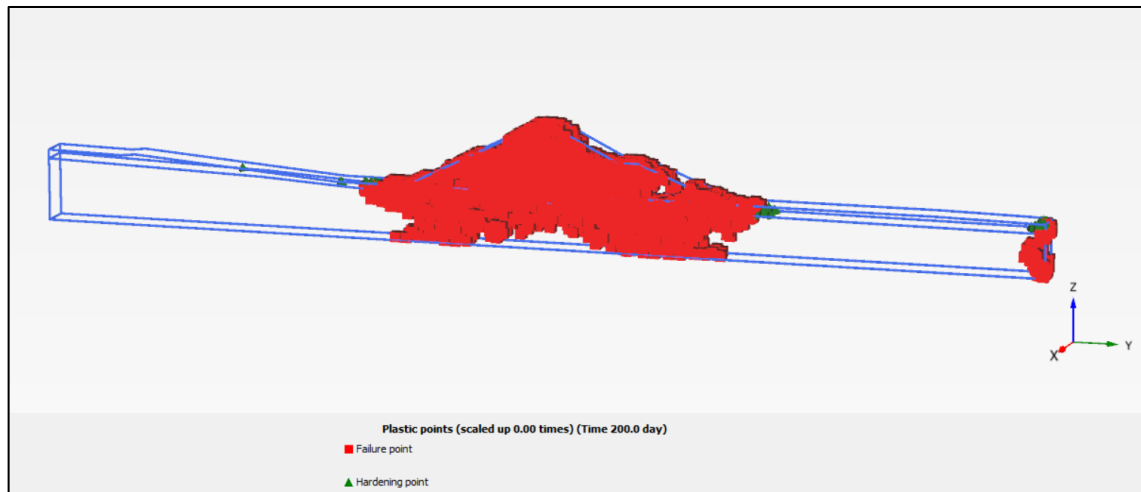 Z
Y
X
Plastic points (scaled up 0.00 times) (Time 200.0 day)
Failure point
Hardening point